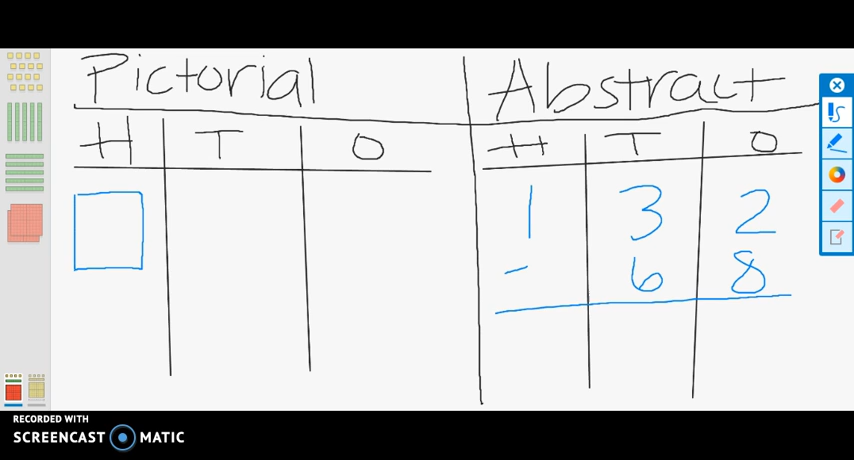 Pictorial Abstract
H T O H T O
1 3 2
- 6 8
RECORDED WITH
SCREENCAST MATIC